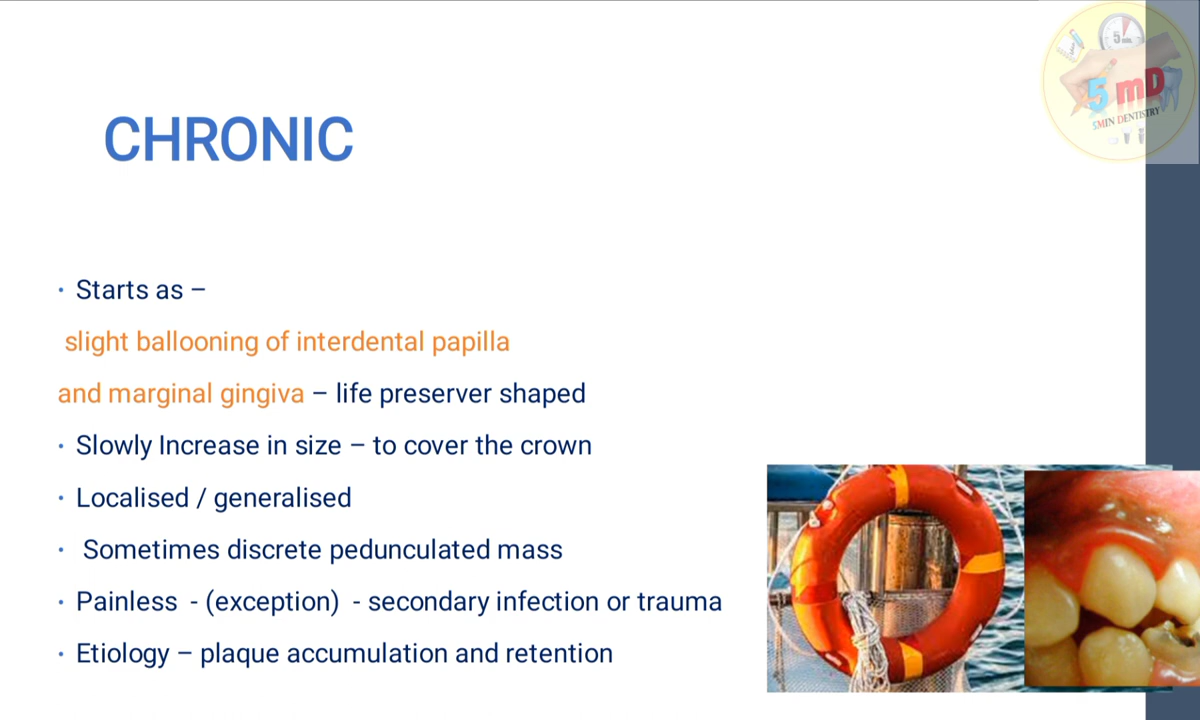 5 min.
5 mD
5MIN DENTISTRY
CHRONIC
• Starts as –
slight ballooning of interdental papilla
and marginal gingiva – life preserver shaped
• Slowly Increase in size – to cover the crown
• Localised / generalised
• Sometimes discrete pedunculated mass
• Painless - (exception) - secondary infection or trauma
• Etiology – plaque accumulation and retention